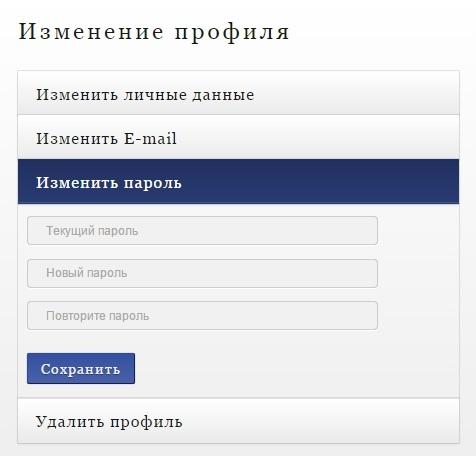 Изменение профиля
Изменить личные данные
Изменить E-mail
Изменить пароль
Текущий пароль
Новый пароль
Повторите пароль
Сохранить
Удалить профиль